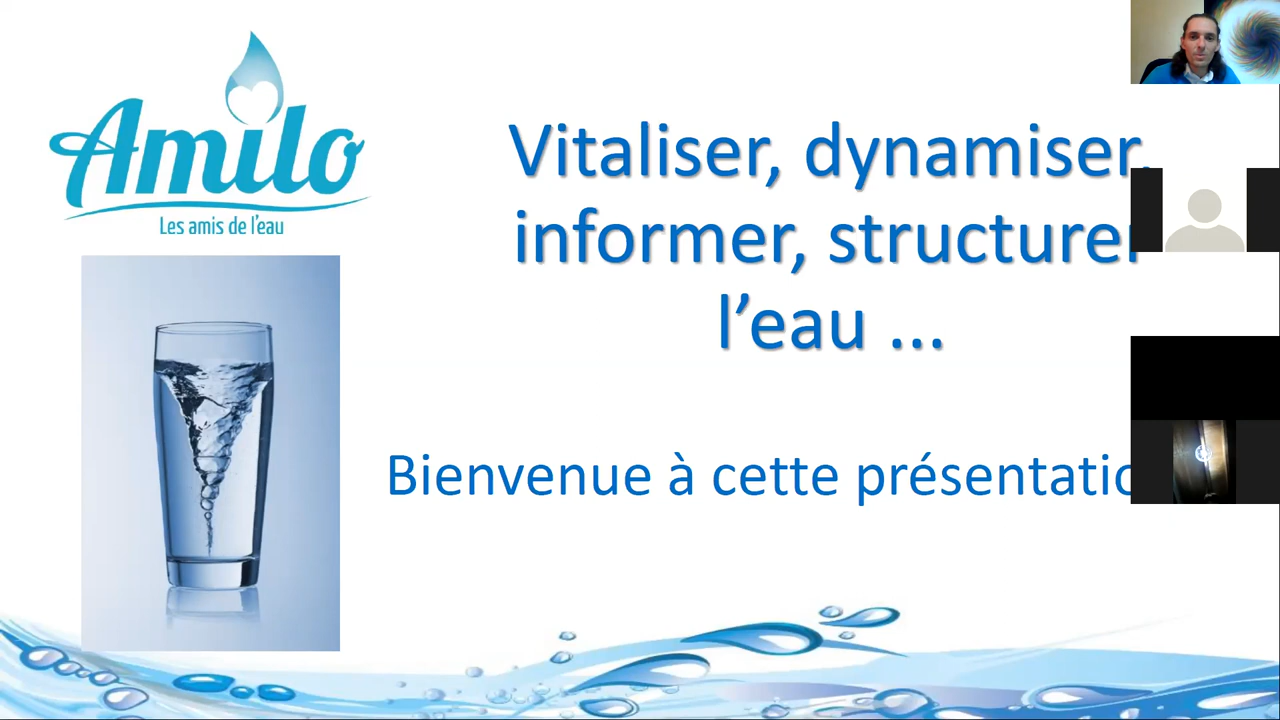 Amilo
Les amis de l'eau
Vitaliser, dynamiser,
informer, structurer
l'eau ...
Bienvenue à cette présentatio